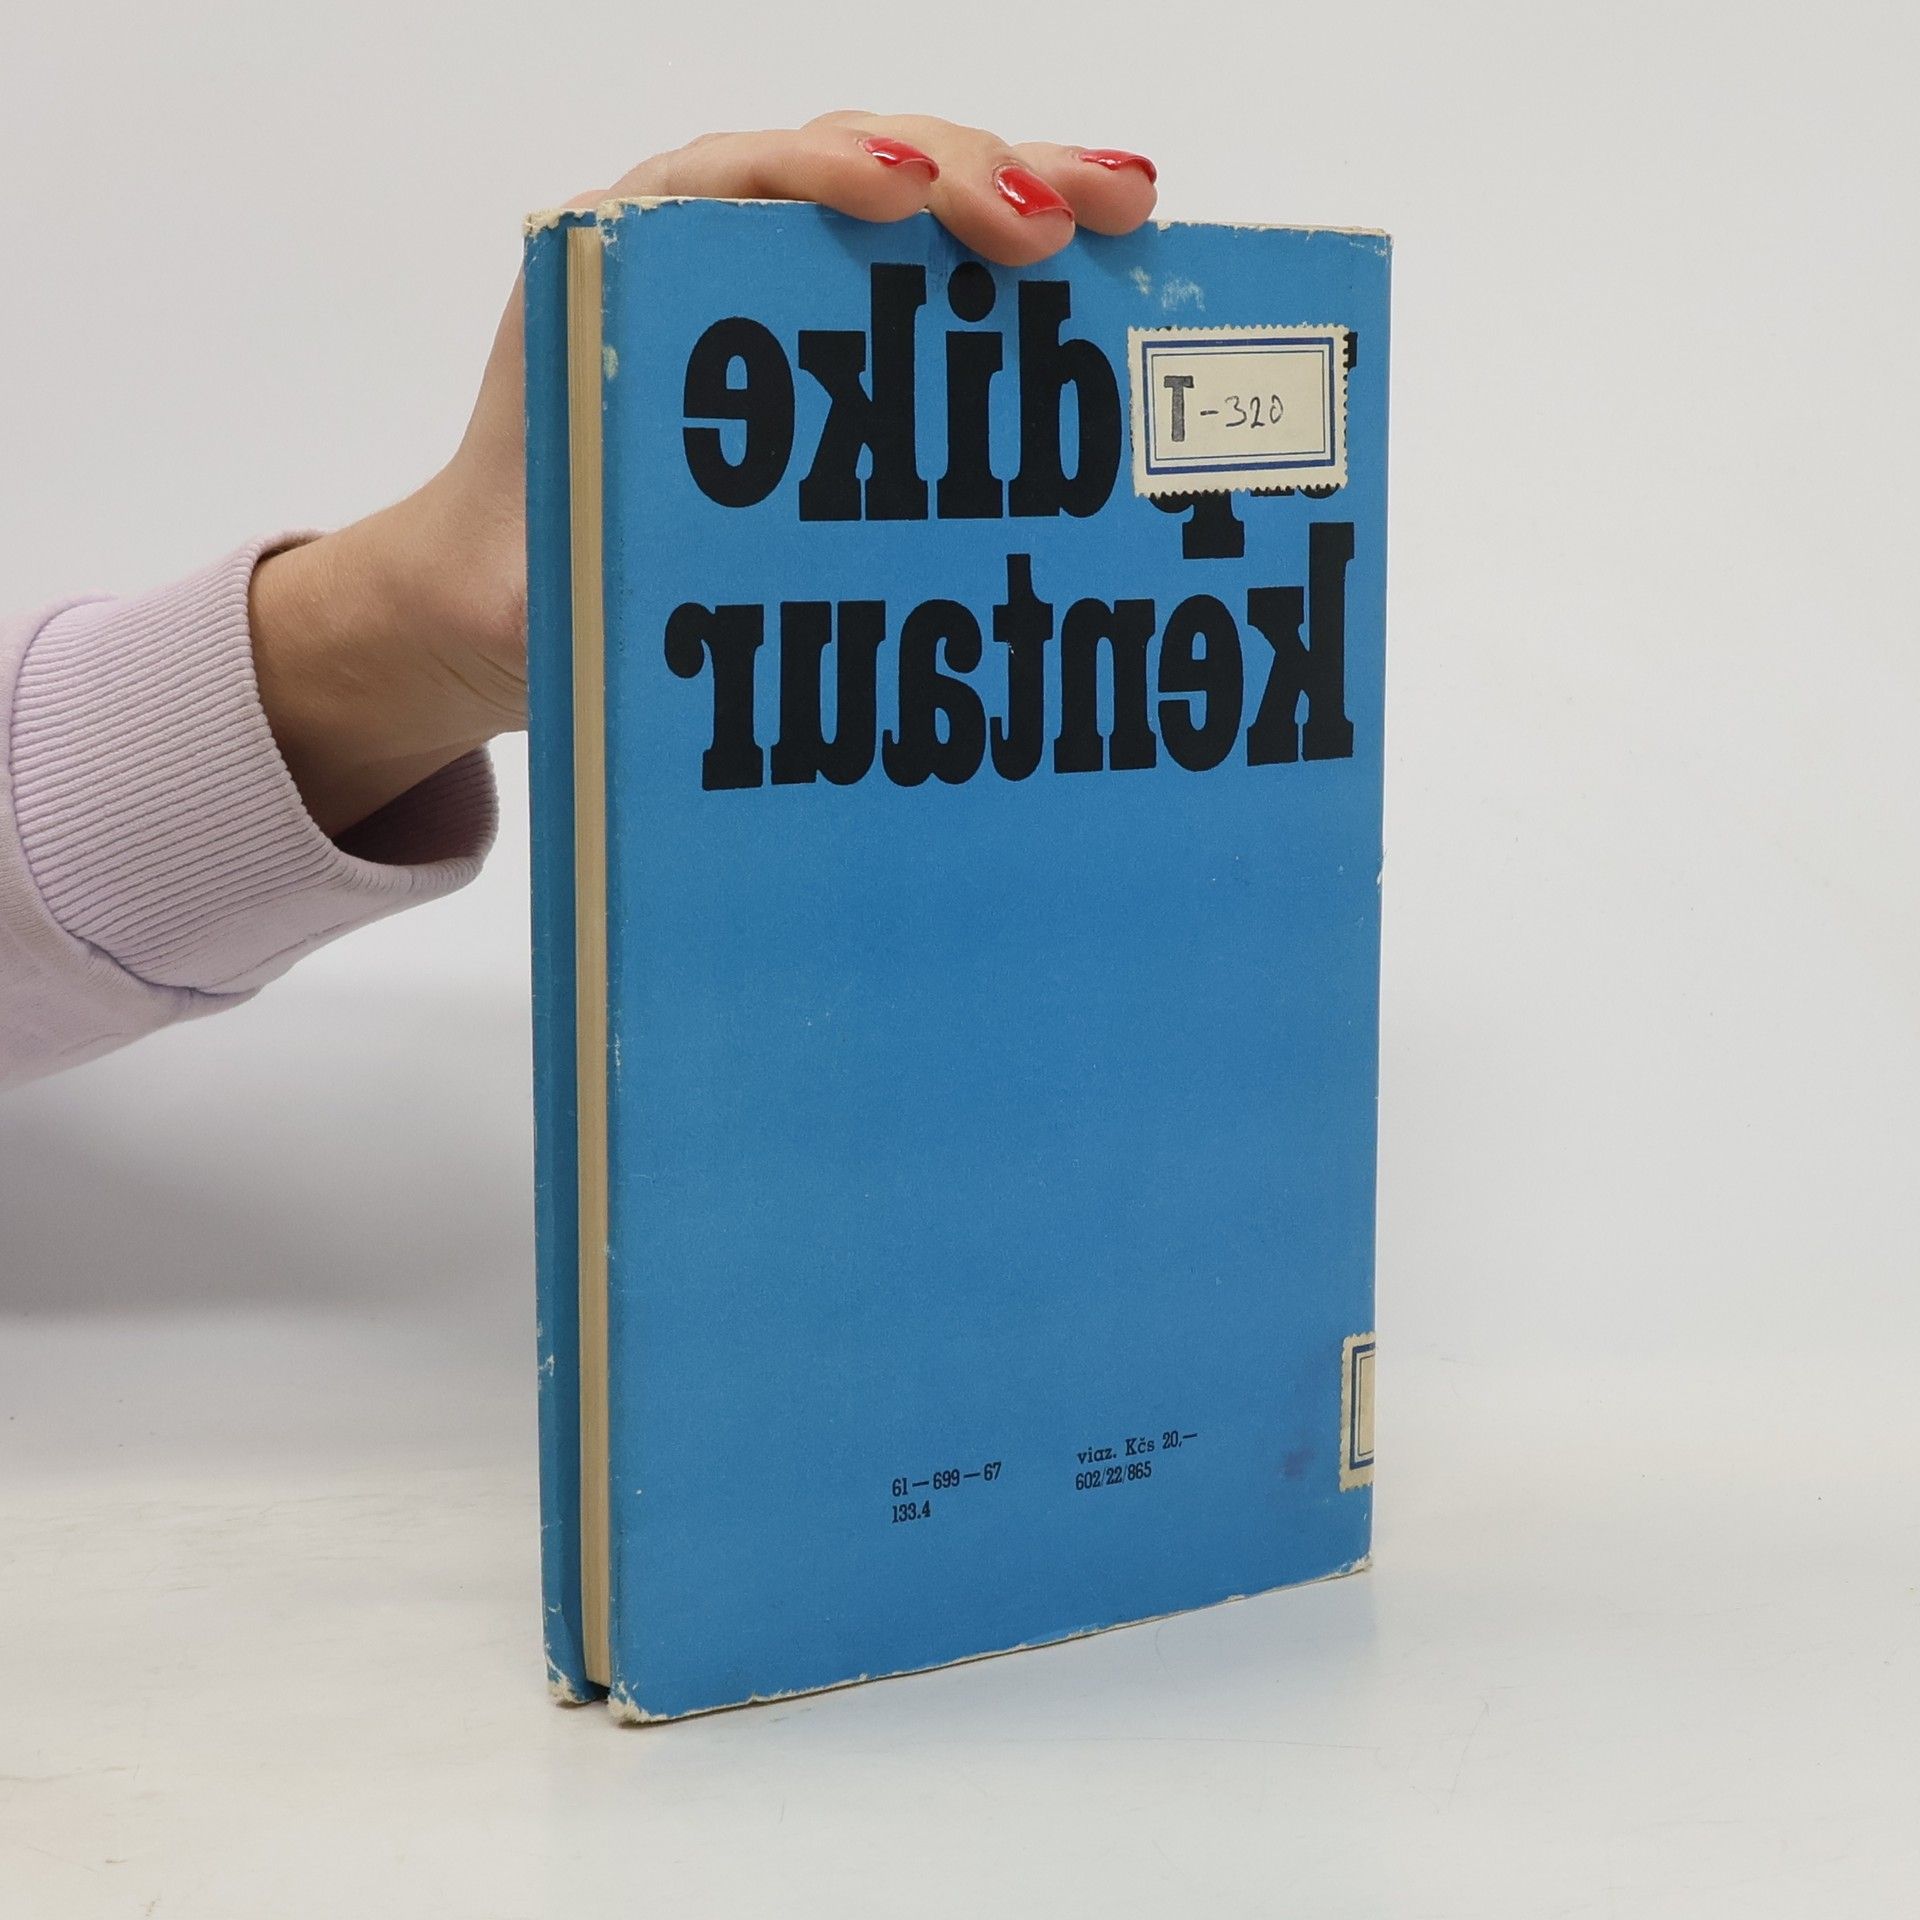 dike
T-320
kentaur
61—699—67
133.4
viaz. Kčs 20,—
602/22/865